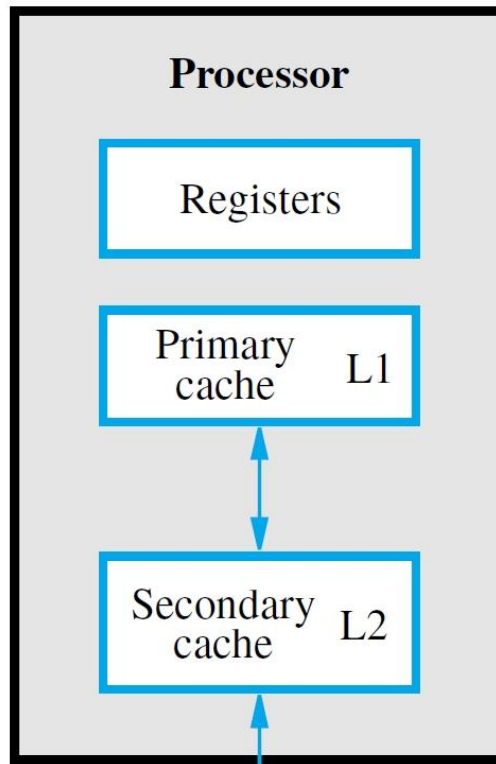 Processor
Registers
Primary
cache L1
Secondary
cache L2